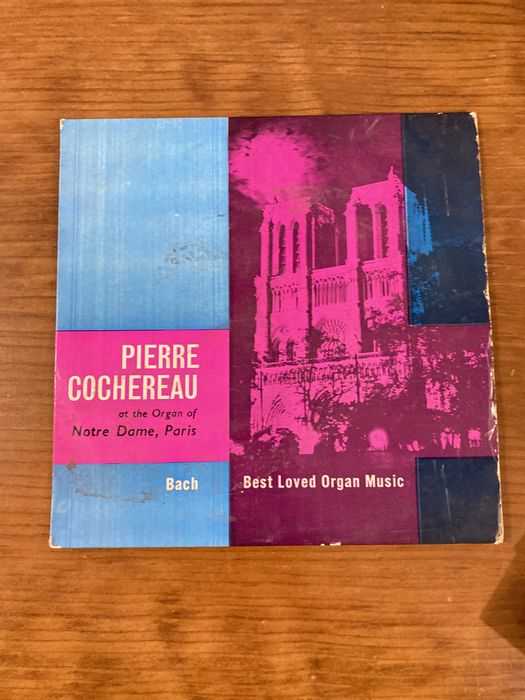 PIERRE
COCHEREAU
at the Organ of
Notre Dame, Paris
Bach
Best Loved Organ Music